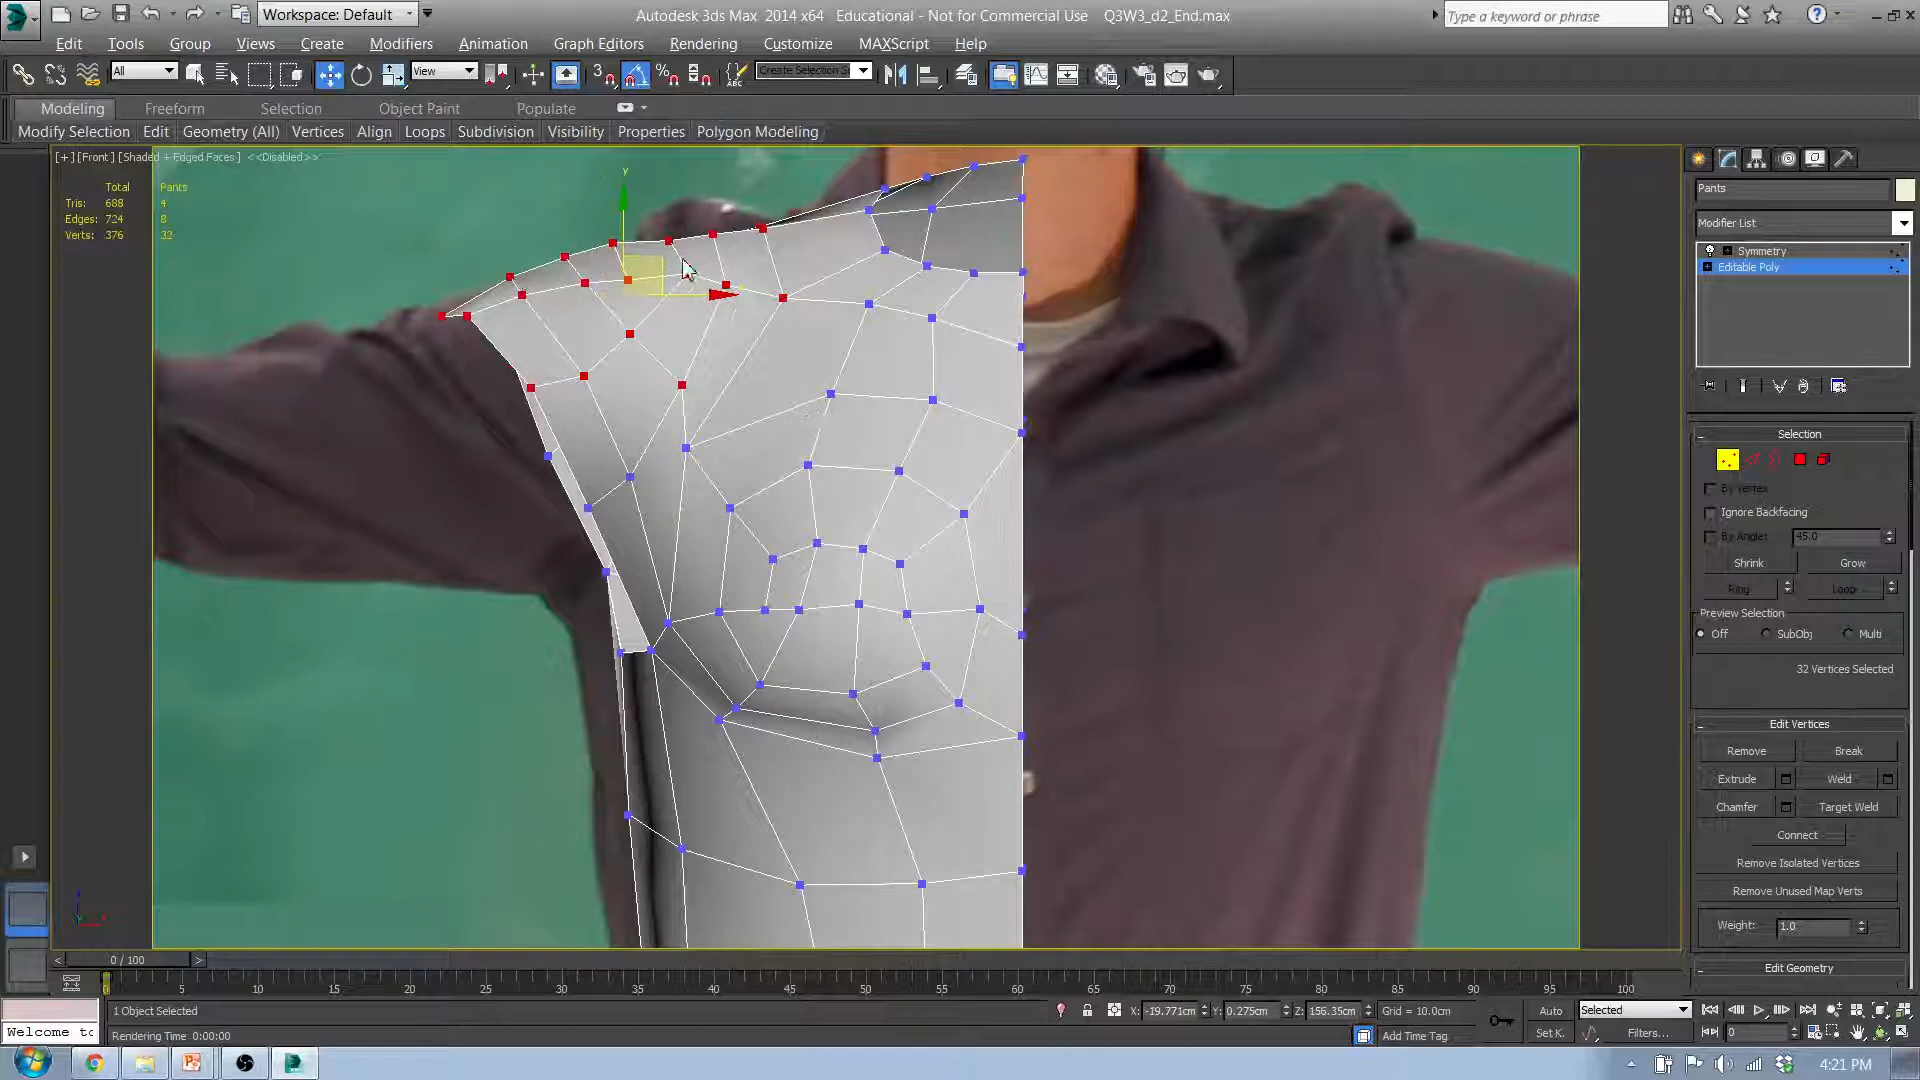 Workspace: Default
Autodesk 3ds Max 2014 x64 Educational - Not for Commercial Use Q3W3_d2_End.max
Type a keyword or phrase
Edit Tools Group Views Create Modifiers Animation Graph Editors Rendering Customize MAXScript Help
All View 3 Create Selection Se
Modeling Freeform Selection Object Paint Populate
Modify Selection Edit Geometry (All) Vertices Align Loops Subdivision Visibility Properties Polygon Modeling
[+] [Front] [Shaded + Edged Faces] <<Disabled>>
Total Pants
Tris: 688 4
Edges: 724 8
Verts: 376 32
y
Pants
Modifier List
Symmetry
Editable Poly
Selection
By Vertex
Ignore Backfacing
By Angle: 45.0
Shrink Grow
Ring Loop
Preview Selection
Off SubObj Multi
32 Vertices Selected
Edit Vertices
Remove Break
Extrude Weld
Chamfer Target Weld
Connect
Remove Isolated Vertices
Remove Unused Map Verts
Weight: 1.0
Edit Geometry
< 0 / 100 >
0 5 10 15 20 25 30 35 40 45 50 55 60 65 70 75 80 85 90 95 100
1 Object Selected X: -19.771cm Y: 0.275cm Z: 156.35cm Grid = 10.0cm Auto Selected
Welcome to Rendering Time 0:00:00 Add Time Tag Set K. Filters... 0
4:21 PM